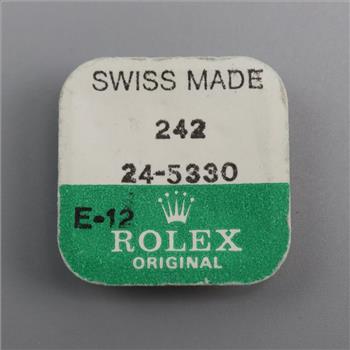 SWISS MADE
242
24-5330
E-12
ROLEX
ORIGINAL